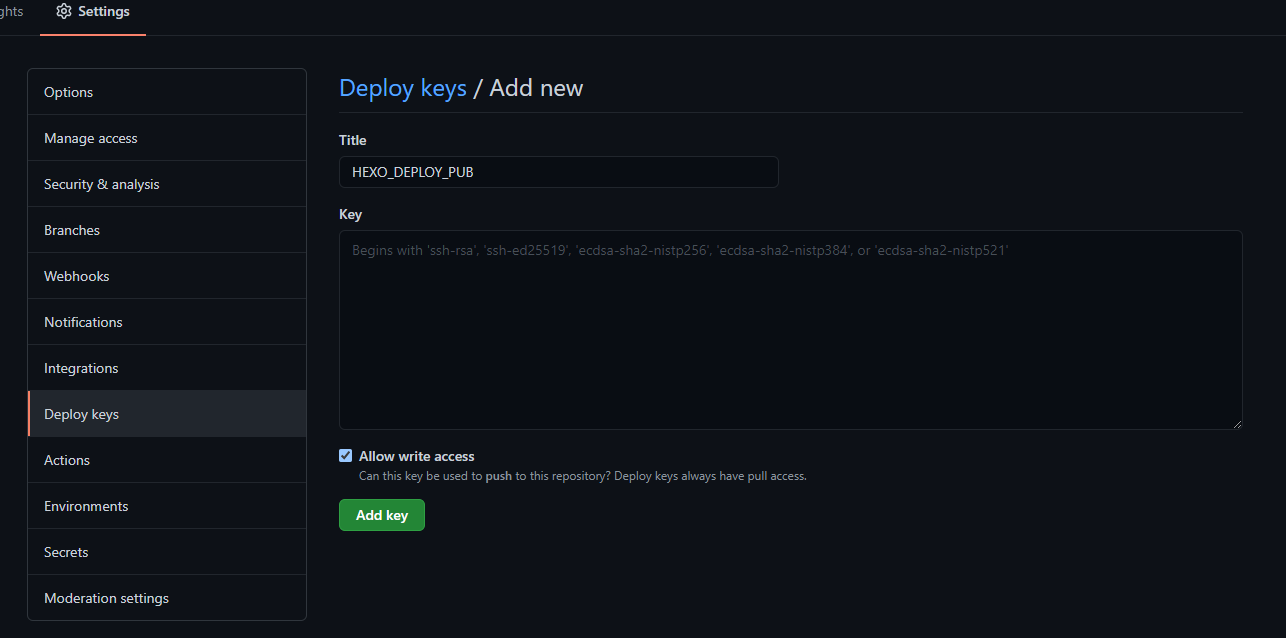 ghts
Settings
Options
Manage access
Security & analysis
Branches
Webhooks
Notifications
Integrations
Deploy keys
Actions
Environments
Secrets
Moderation settings
Deploy keys / Add new
Title
HEXO_DEPLOY_PUB
Key
Begins with 'ssh-rsa', 'ssh-ed25519', 'ecdsa-sha2-nistp256', 'ecdsa-sha2-nistp384', or 'ecdsa-sha2-nistp521'
Allow write access
Can this key be used to push to this repository? Deploy keys always have pull access.
Add key